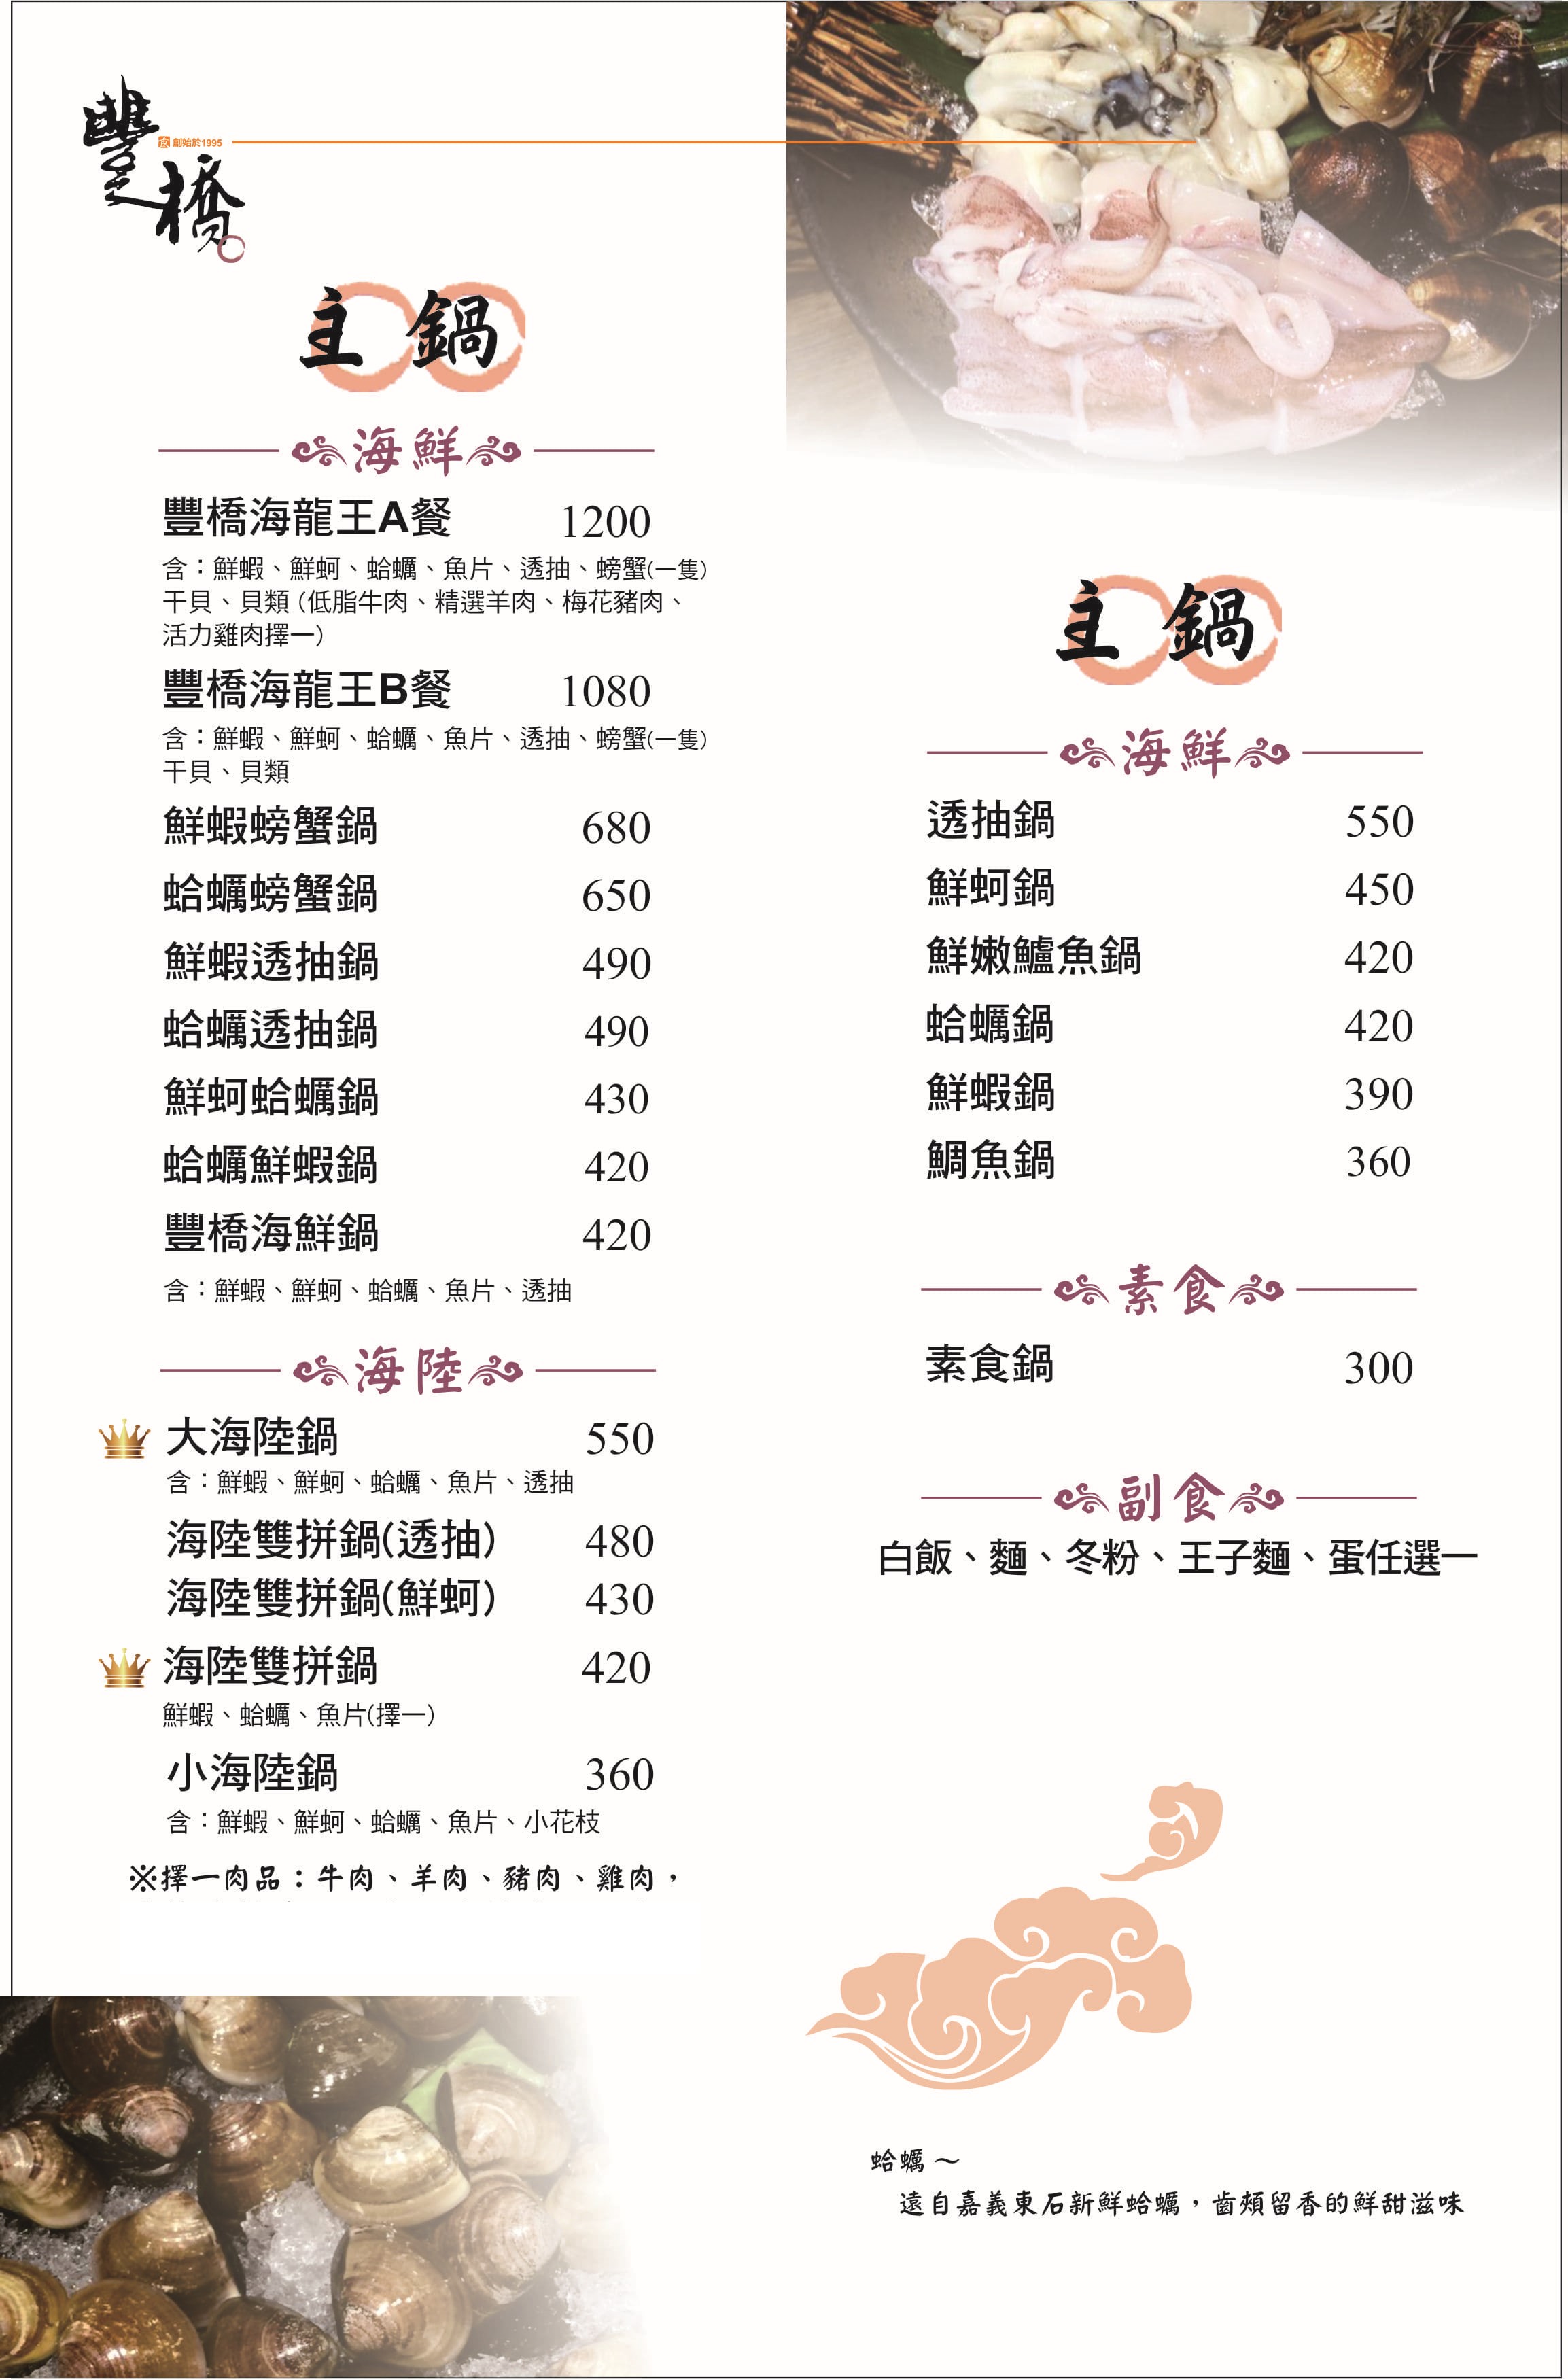 豐橋
創始於1995
主鍋
海鮮
豐橋海龍王A餐 1200
含：鮮蝦、鮮蚵、蛤蠣、魚片、透抽、螃蟹(一隻)
干貝、貝類 (低脂牛肉、精選羊肉、梅花豬肉、
活力雞肉擇一)
豐橋海龍王B餐 1080
含：鮮蝦、鮮蚵、蛤蠣、魚片、透抽、螃蟹(一隻)
干貝、貝類
鮮蝦螃蟹鍋 680
蛤蠣螃蟹鍋 650
鮮蝦透抽鍋 490
蛤蠣透抽鍋 490
鮮蚵蛤蠣鍋 430
蛤蠣鮮蝦鍋 420
豐橋海鮮鍋 420
含：鮮蝦、鮮蚵、蛤蠣、魚片、透抽
海陸
大海陸鍋 550
含：鮮蝦、鮮蚵、蛤蠣、魚片、透抽
海陸雙拼鍋(透抽) 480
海陸雙拼鍋(鮮蚵) 430
海陸雙拼鍋 420
鮮蝦、蛤蠣、魚片(擇一)
小海陸鍋 360
含：鮮蝦、鮮蚵、蛤蠣、魚片、小花枝
※擇一肉品：牛肉、羊肉、豬肉、雞肉，
主鍋
海鮮
透抽鍋 550
鮮蚵鍋 450
鮮嫩鱸魚鍋 420
蛤蠣鍋 420
鮮蝦鍋 390
鯛魚鍋 360
素食
素食鍋 300
副食
白飯、麵、冬粉、王子麵、蛋任選一
蛤蠣～
遠自嘉義東石新鮮蛤蠣，齒頰留香的鮮甜滋味